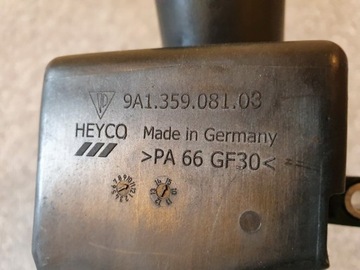 9A1.359.081.03
HEYCO Made in Germany
>PA 66 GF30<